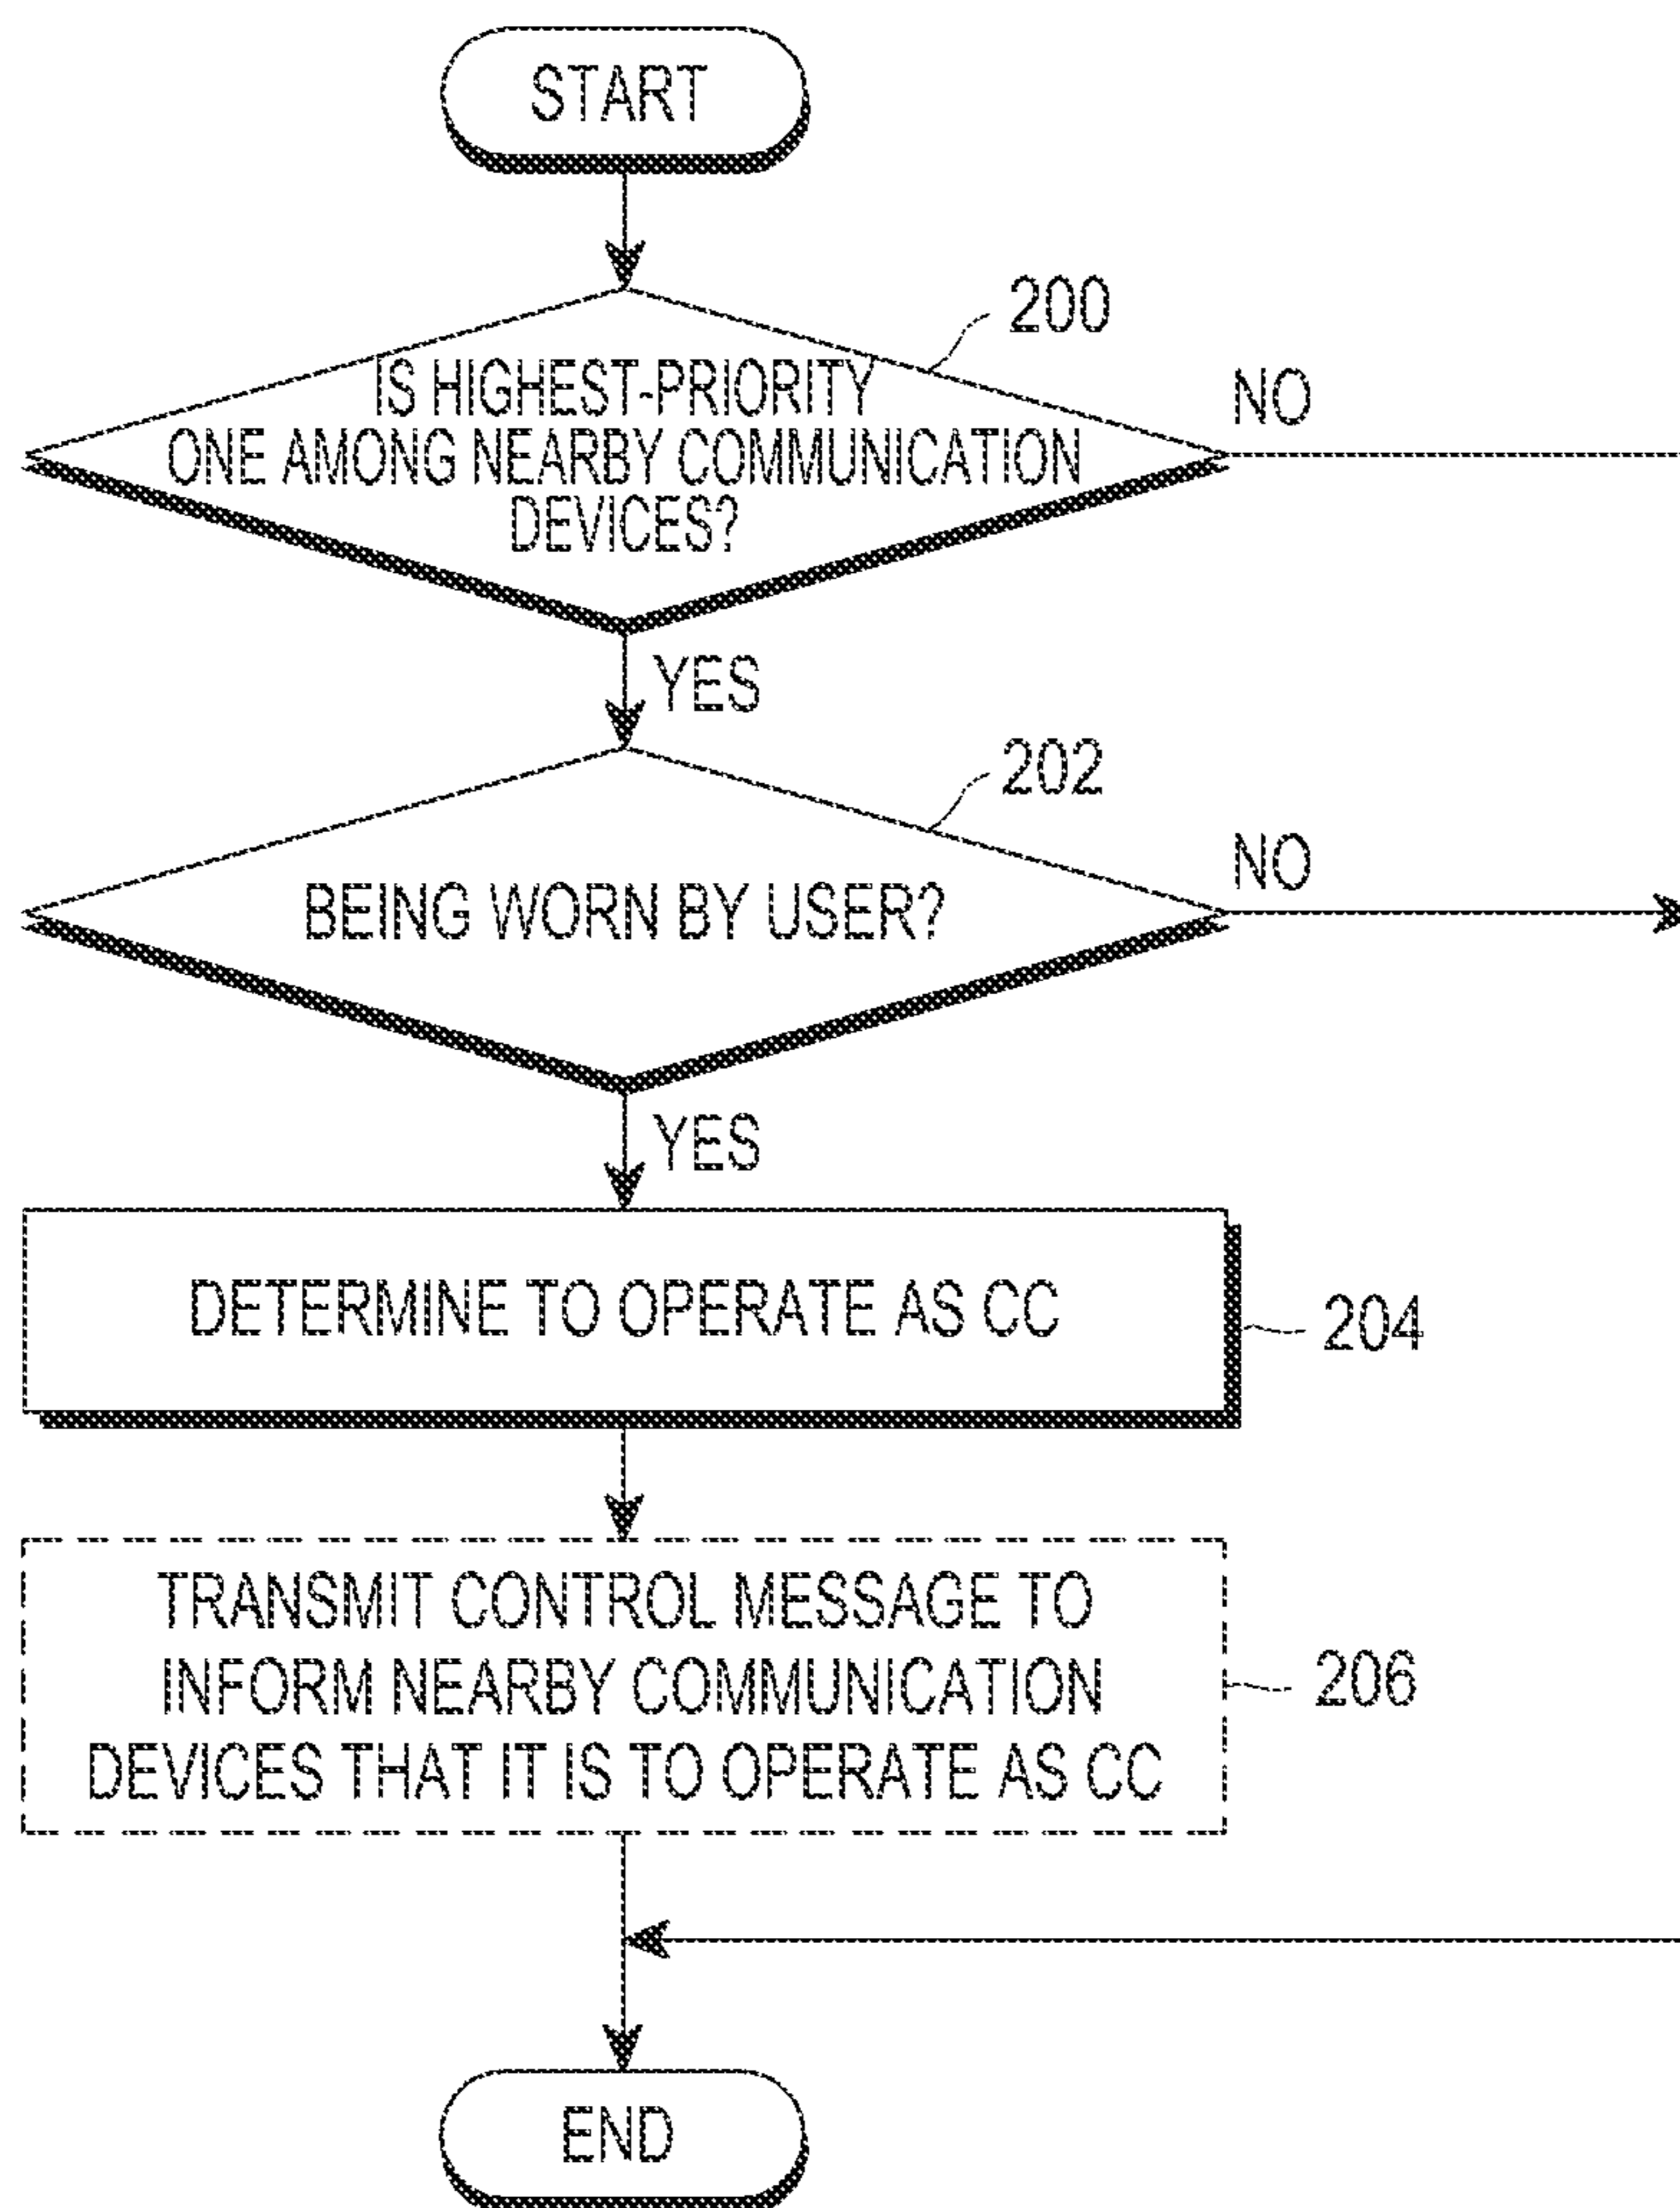 START
200
IS HIGHEST-PRIORITY
ONE AMONG NEARBY COMMUNICATION
DEVICES?
NO
YES
202
BEING WORN BY USER?
NO
YES
DETERMINE TO OPERATE AS CC
204
TRANSMIT CONTROL MESSAGE TO
INFORM NEARBY COMMUNICATION
DEVICES THAT IT IS TO OPERATE AS CC
206
END